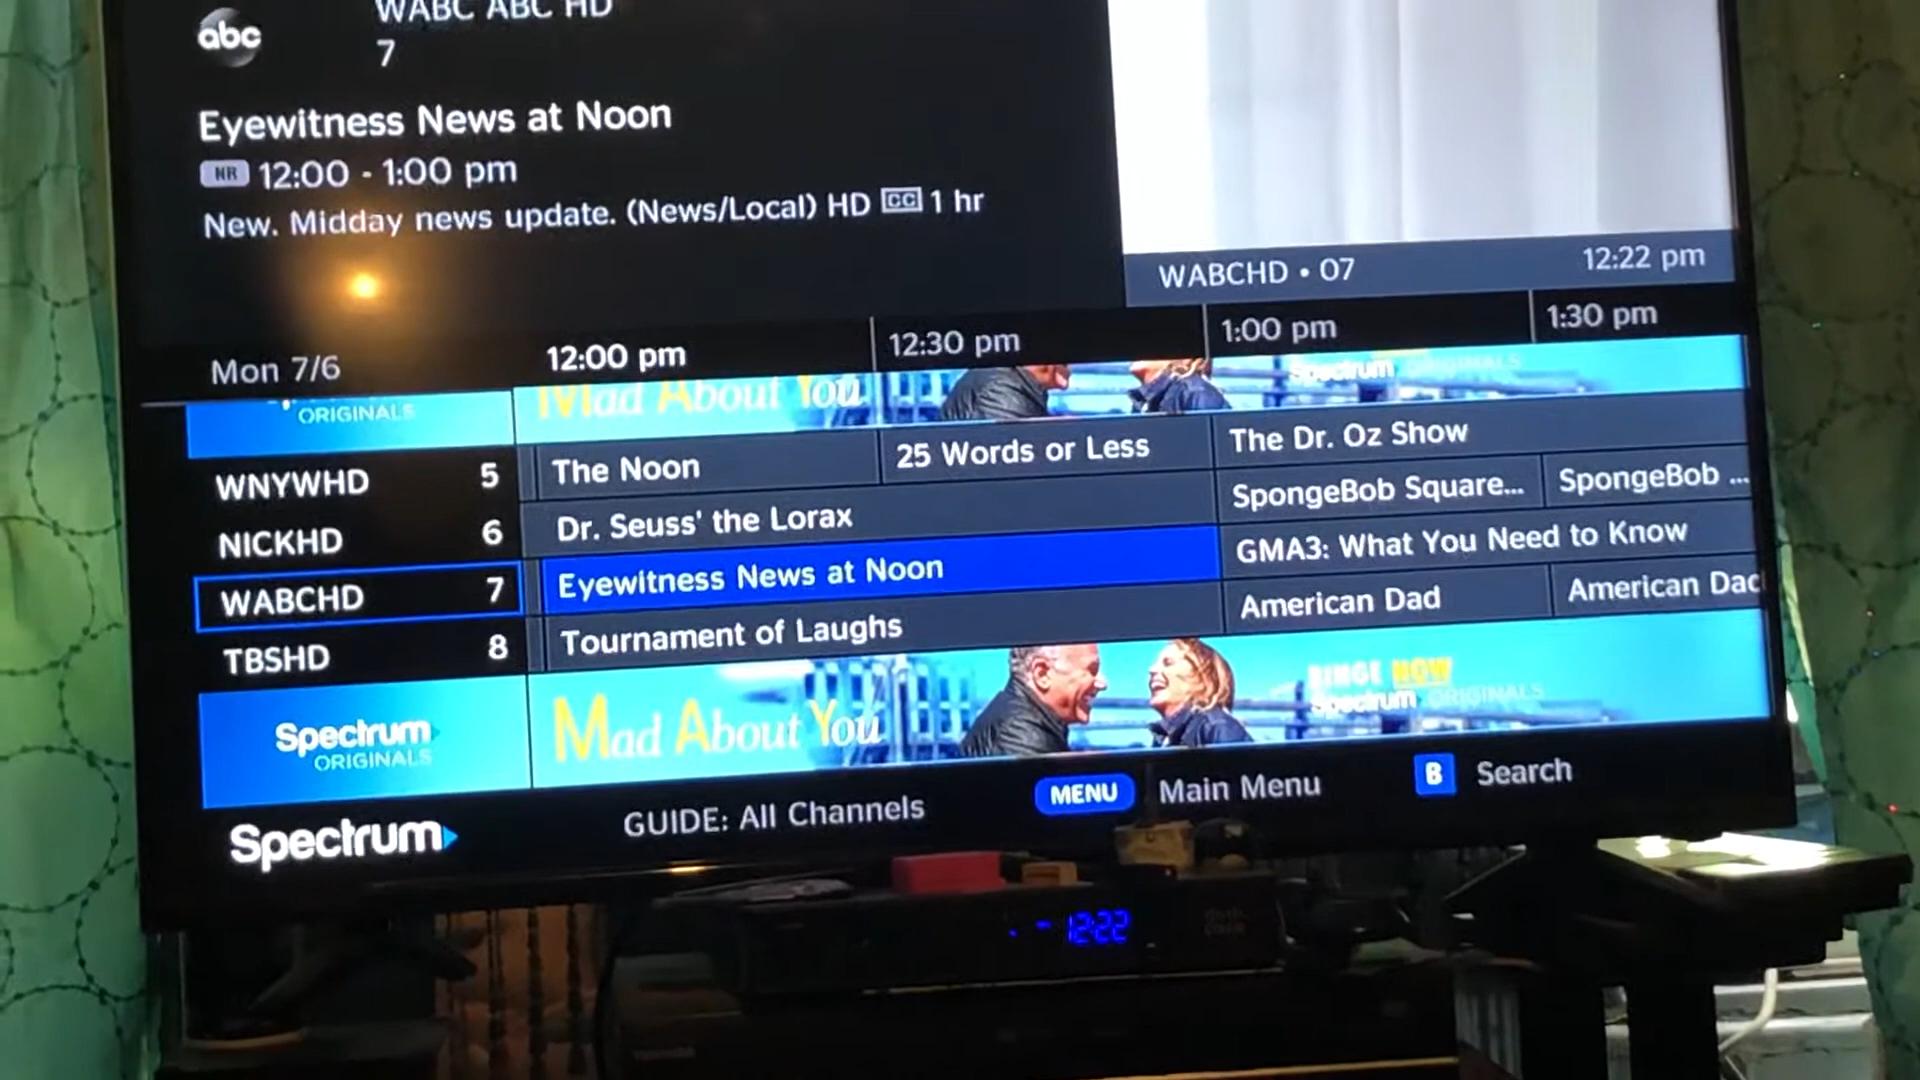 abc
WABC ABC HD
7
Eyewitness News at Noon
NR 12:00 - 1:00 pm
New. Midday news update. (News/Local) HD CC 1 hr
WABCHD • 07 12:22 pm
Mon 7/6 12:00 pm 12:30 pm 1:00 pm 1:30 pm
ORIGINALS Mad About You Spectrum ORIGINALS
WNYWHD 5 The Noon 25 Words or Less The Dr. Oz Show
NICKHD 6 Dr. Seuss' the Lorax SpongeBob Square... SpongeBob ...
WABCHD 7 Eyewitness News at Noon GMA3: What You Need to Know
TBSHD 8 Tournament of Laughs American Dad American Dad
Spectrum ORIGINALS Mad About You BINGE NOW
Spectrum ORIGINALS
Spectrum GUIDE: All Channels MENU Main Menu B Search
12:22